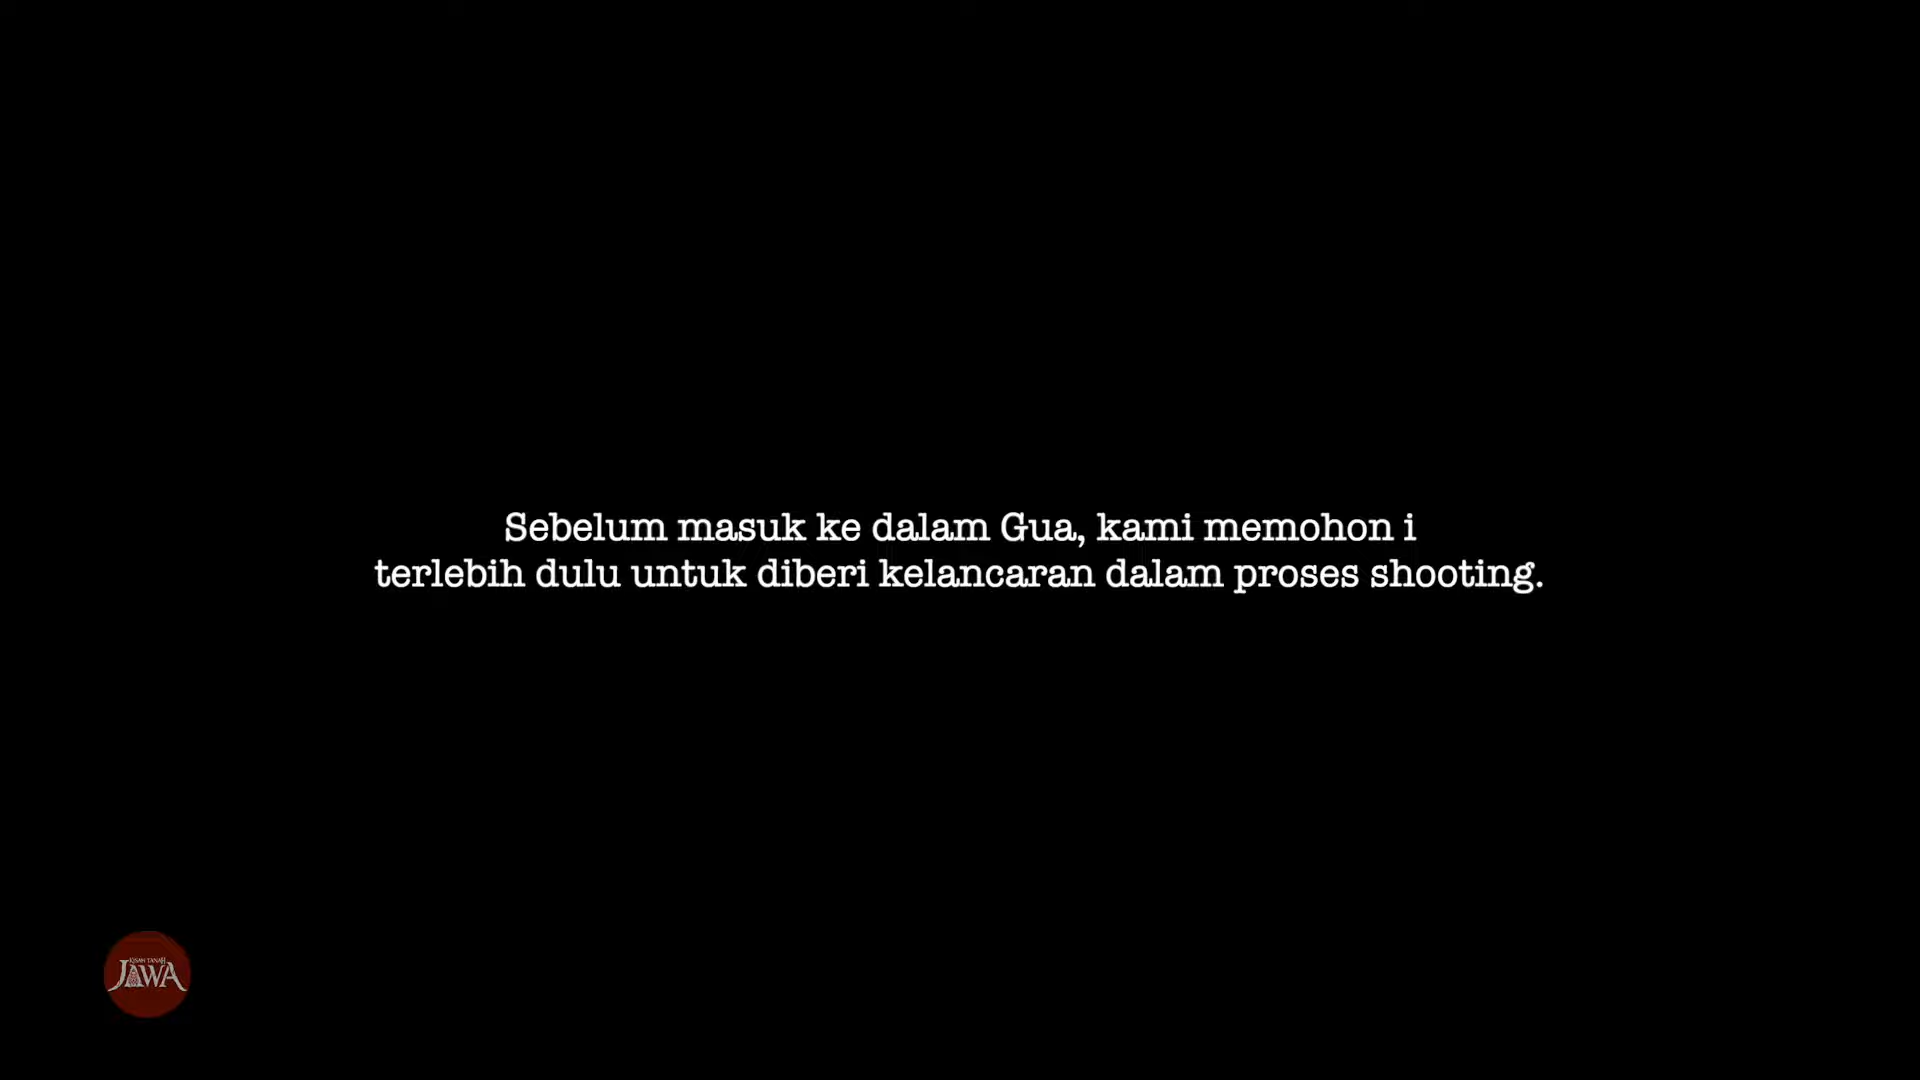 Sebelum masuk ke dalam Gua, kami memohon i
terlebih dulu untuk diberi kelancaran dalam proses shooting.
KISAH TANAH
JAWA